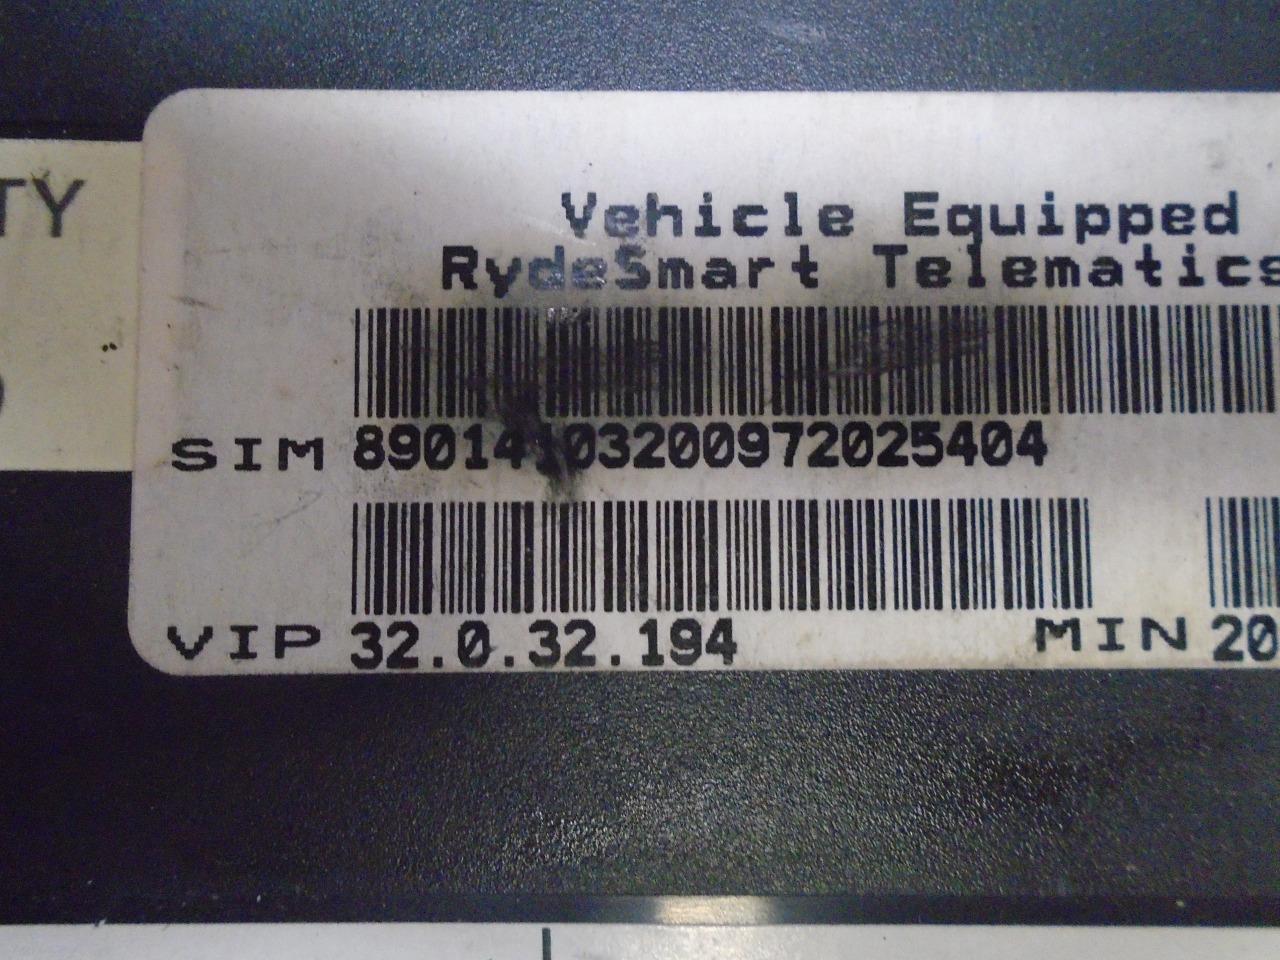 TY
Vehicle Equipped
RydeSmart Telematics
SIM 89014103200972025404
VIP 32.0.32.194 MIN 20